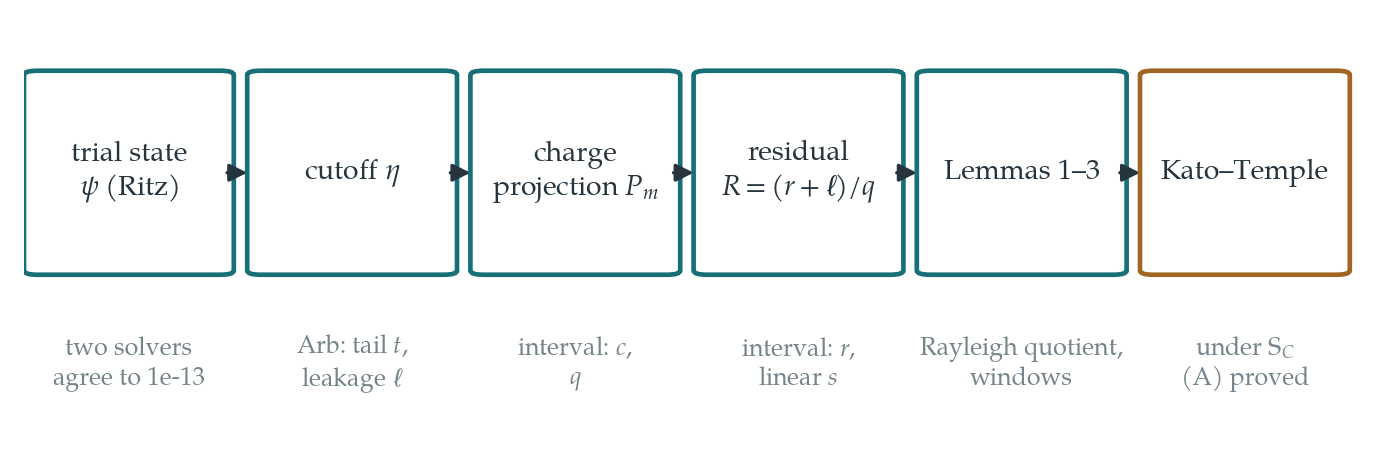 trial state
ψ (Ritz)
cutoff η
charge
projection Pₘ
residual
R = (r + ℓ)/q
Lemmas 1–3
Kato–Temple
two solvers
agree to 1e-13
Arb: tail t,
leakage ℓ
interval: c,
q
interval: r,
linear s
Rayleigh quotient,
windows
under S_C
(A) proved